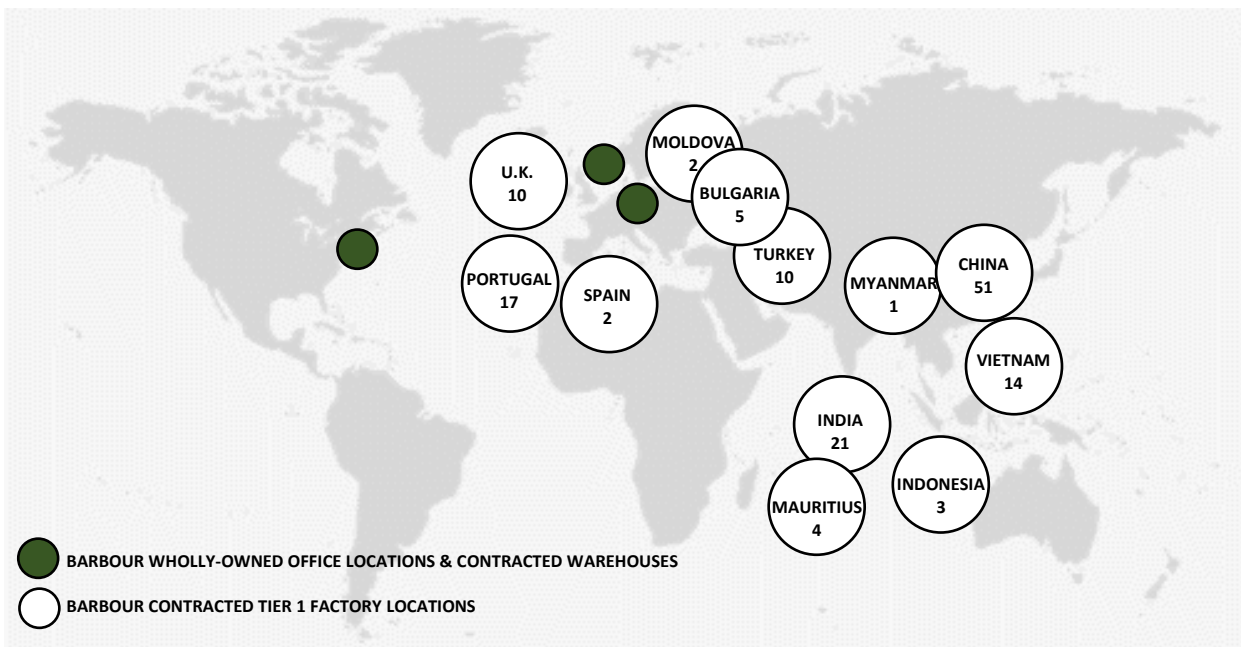 MOLDOVA
2
U.K.
10
BULGARIA
5
TURKEY
10
CHINA
51
MYANMAR
1
PORTUGAL
17
SPAIN
2
VIETNAM
14
INDIA
21
INDONESIA
3
MAURITIUS
4
BARBOUR WHOLLY-OWNED OFFICE LOCATIONS & CONTRACTED WAREHOUSES
BARBOUR CONTRACTED TIER 1 FACTORY LOCATIONS